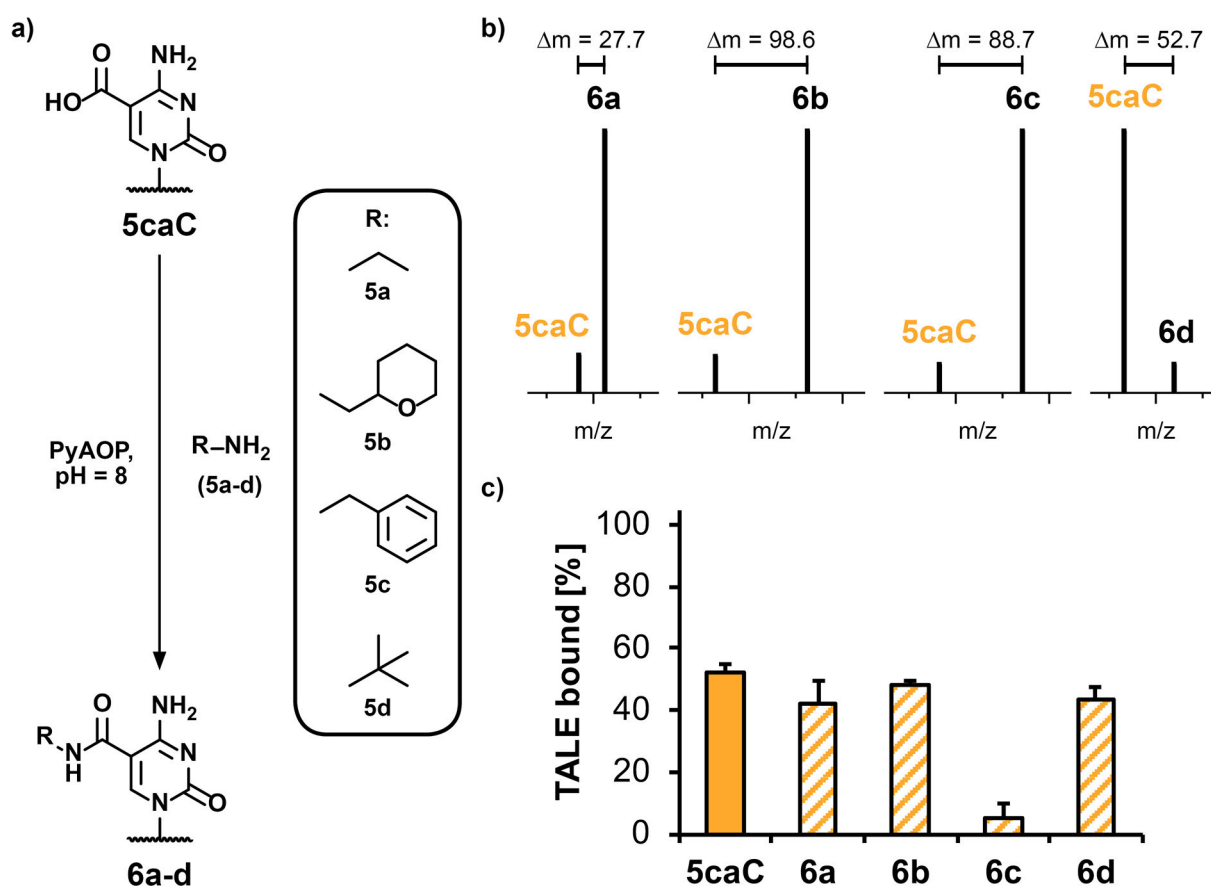 a)
O
NH₂
HO
N
N
O
5caC
PyAOP,
pH = 8
R–NH₂
(5a-d)
R:
5a
O
5b
5c
5d
O
NH₂
R
N
H
N
N
O
6a-d
b)
Δm = 27.7
6a
5caC
m/z
Δm = 98.6
6b
5caC
m/z
Δm = 88.7
6c
5caC
m/z
Δm = 52.7
5caC
6d
m/z
c)
TALE bound [%]
100
80
60
40
20
0
5caC 6a 6b 6c 6d